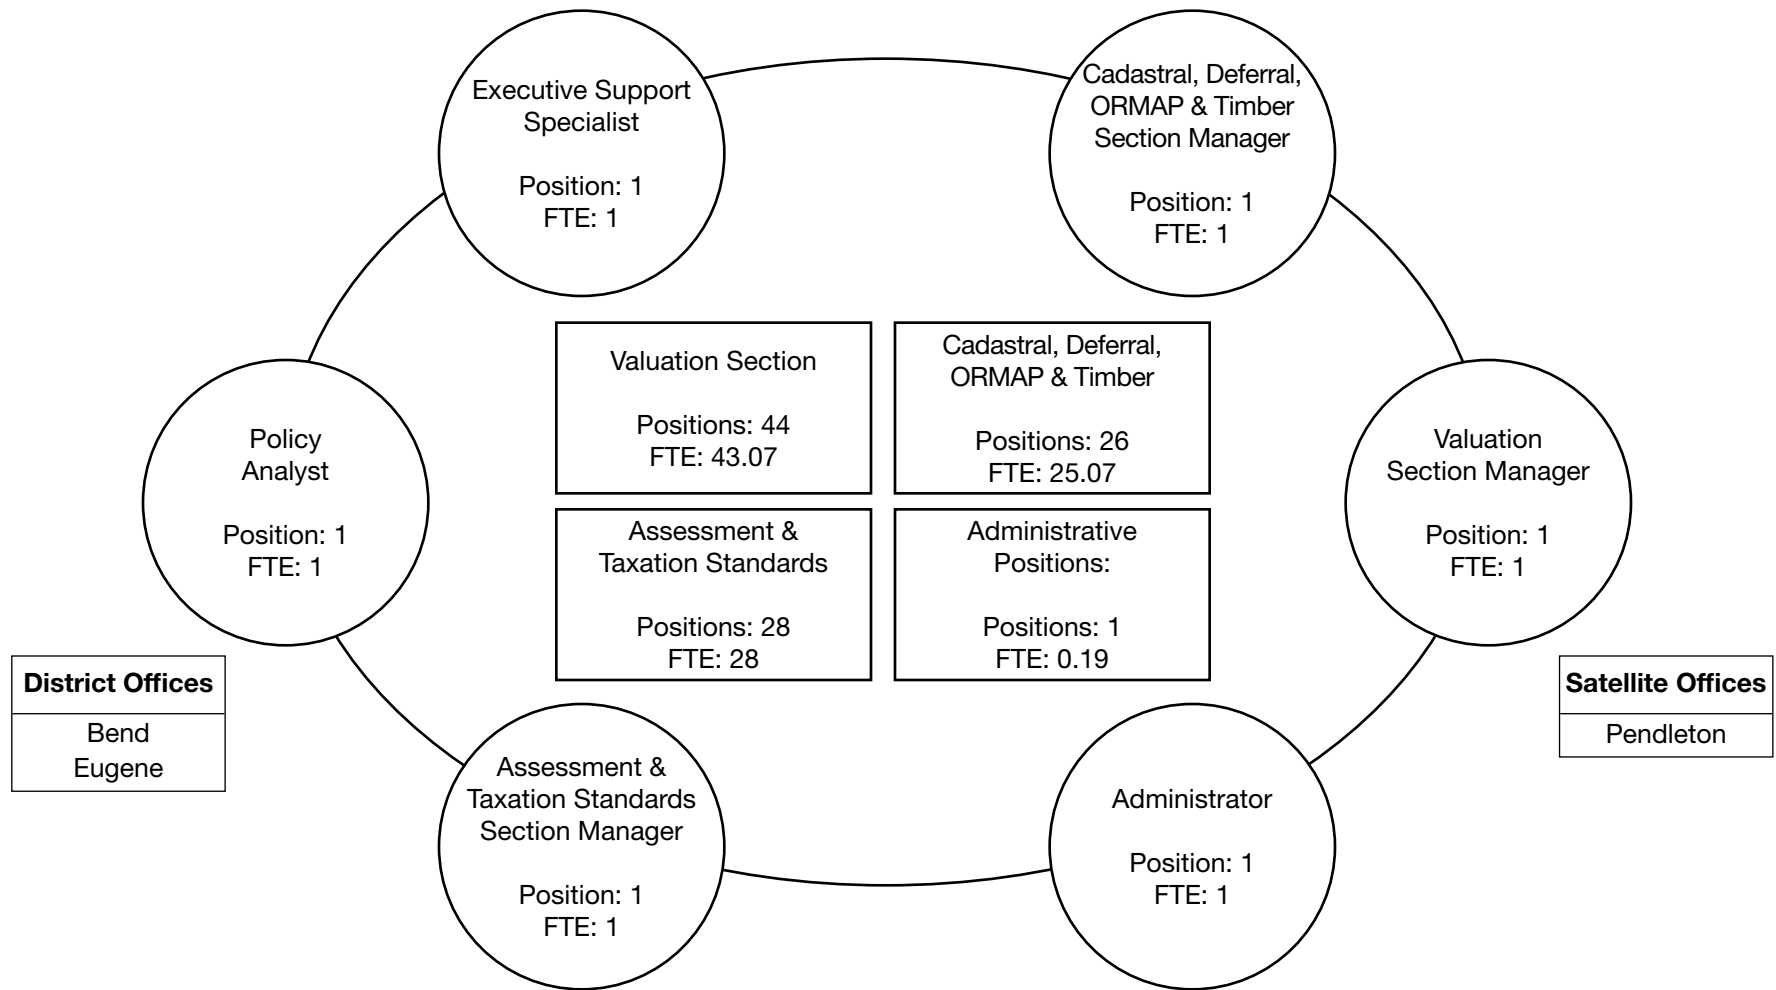 Executive Support
Specialist
Position: 1
FTE: 1
Cadastral, Deferral,
ORMAP & Timber
Section Manager
Position: 1
FTE: 1
Policy
Analyst
Position: 1
FTE: 1
Valuation Section
Positions: 44
FTE: 43.07
Cadastral, Deferral,
ORMAP & Timber
Positions: 26
FTE: 25.07
Valuation
Section Manager
Position: 1
FTE: 1
Assessment &
Taxation Standards
Positions: 28
FTE: 28
Administrative
Positions:
Positions: 1
FTE: 0.19
District Offices
Bend
Eugene
Satellite Offices
Pendleton
Assessment &
Taxation Standards
Section Manager
Position: 1
FTE: 1
Administrator
Position: 1
FTE: 1